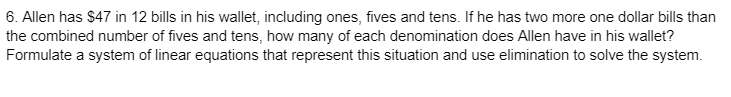 6. Allen has $47 in 12 bills in his wallet, including ones, fives and tens. If he has two more one dollar bills than
the combined number of fives and tens, how many of each denomination does Allen have in his wallet?
Formulate a system of linear equations that represent this situation and use elimination to solve the system.